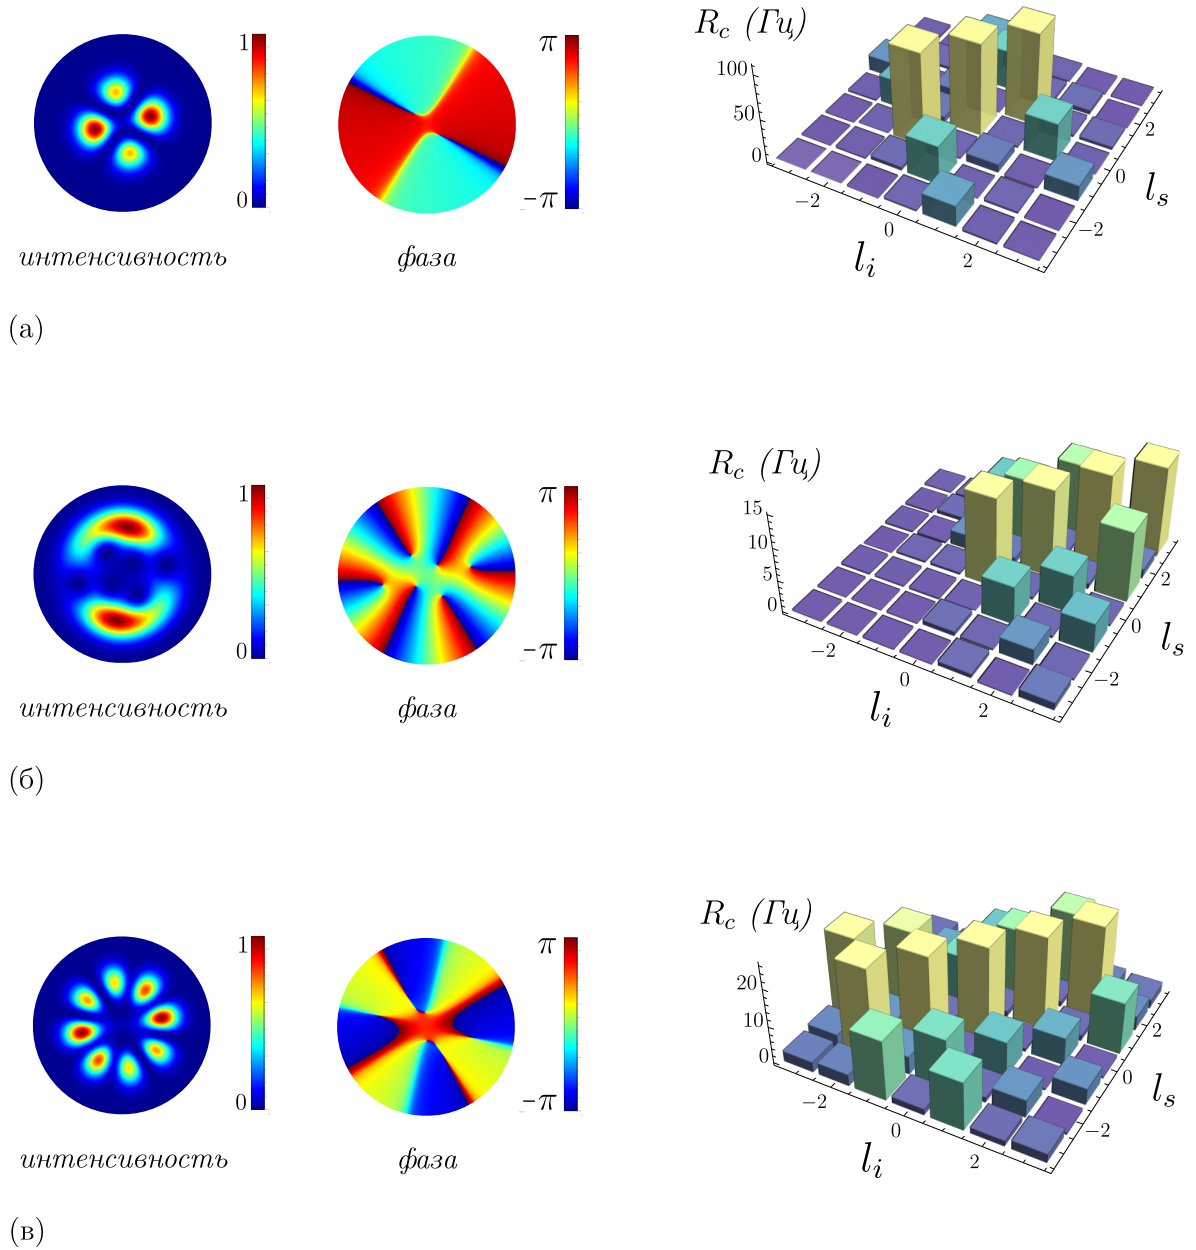 1
0
интенсивность
π
−π
фаза
R_c (Гц)
100
50
0
−2
0
2
l_i
−2
0
2
l_s
(а)
1
0
интенсивность
π
−π
фаза
R_c (Гц)
15
10
5
0
−2
0
2
l_i
−2
0
2
l_s
(б)
1
0
интенсивность
π
−π
фаза
R_c (Гц)
20
10
0
−2
0
2
l_i
−2
0
2
l_s
(в)